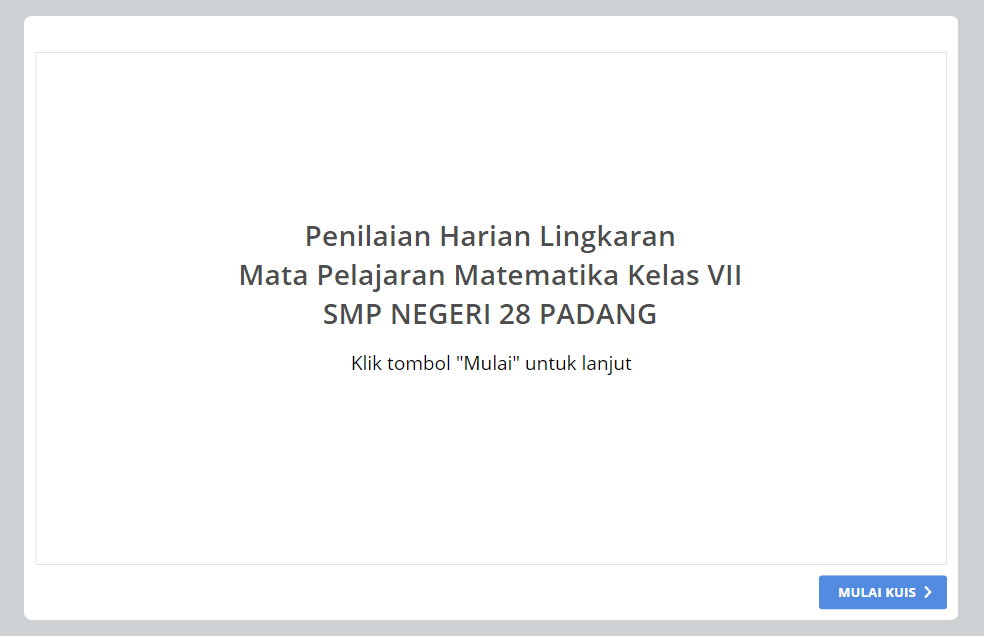 Penilaian Harian Lingkaran
Mata Pelajaran Matematika Kelas VII
SMP NEGERI 28 PADANG
Klik tombol "Mulai" untuk lanjut
MULAI KUIS